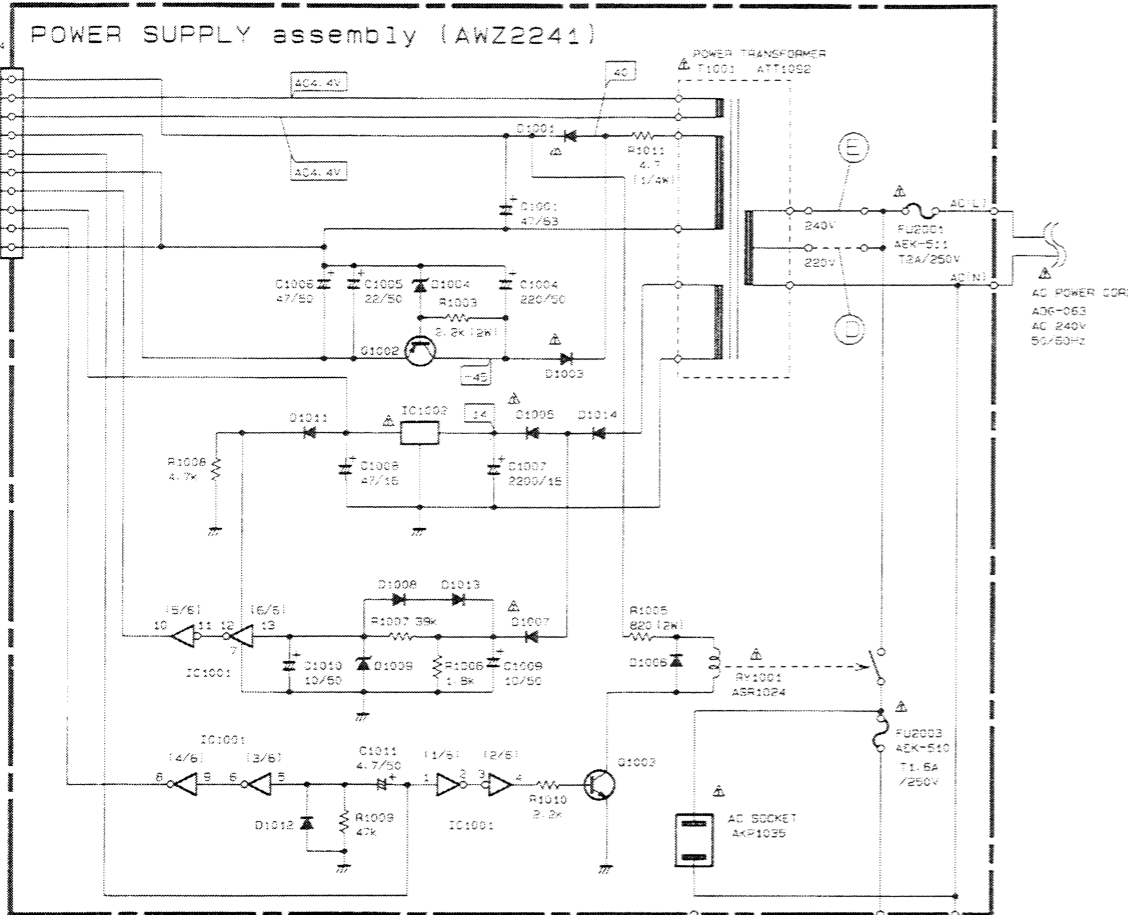 POWER SUPPLY assembly (AWZ2241)
4
POWER TRANSFORMER
T1001 ATT1092
AC4.4V
40
D1001
R1011
4.7
(1/4W)
AC4.4V
C1001
47/63
E
240V
220V
D
FU2001
AEK-511
T2A/250V
AC(L)
AC(N)
AC POWER CORD
ADG-063
AC 240V
50/60Hz
C1006
47/50
C1005
22/50
D1004
R1003
2.2k (2W)
C1004
220/50
Q1002
-45
D1003
D1011
IC1002
14
D1005
D1014
R1008
4.7k
C1008
47/16
C1007
2200/16
D1008
D1013
(5/6)
(6/6)
10
11
12
13
7
IC1001
R1007 39k
D1007
C1010
10/50
D1009
R1006
1.8k
C1009
10/50
R1005
820 (2W)
D1006
RY1001
ASR1024
FU2003
AEK-510
T1.6A
/250V
IC1001
(4/6)
(3/6)
8
9
6
5
C1011
4.7/50
(1/6)
(2/6)
1
2
3
4
IC1001
R1010
2.2k
Q1003
D1012
R1009
47k
AC SOCKET
AKP1035